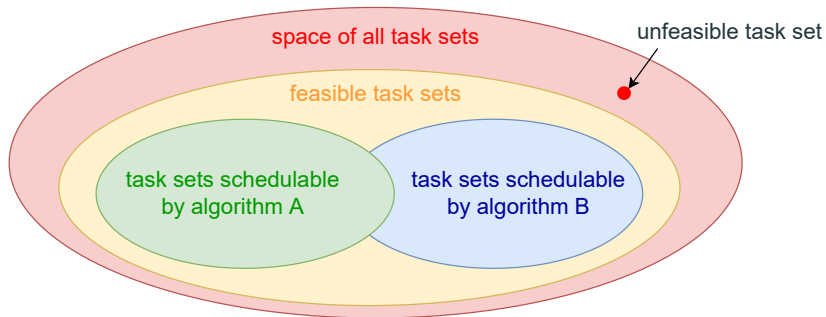 unfeasible task set
space of all task sets
feasible task sets
task sets schedulable
by algorithm A
task sets schedulable
by algorithm B